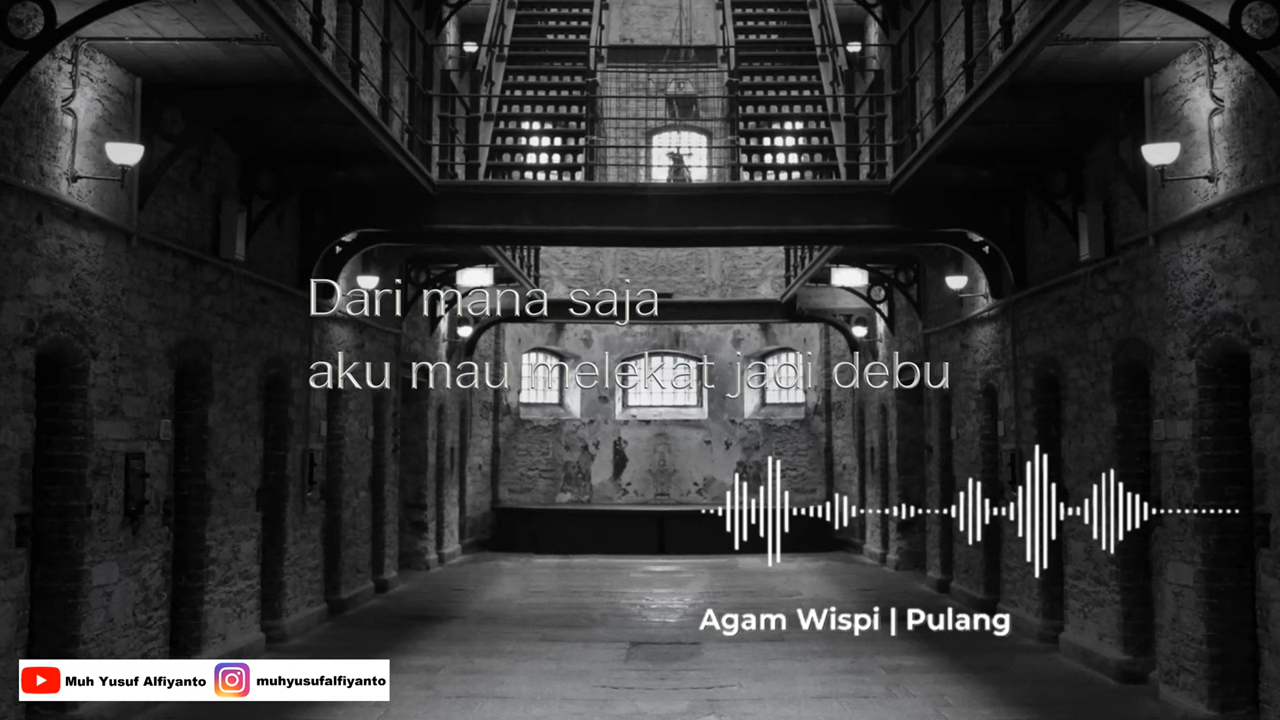 Dari mana saja
aku mau melekat jadi debu
Agam Wispi | Pulang
Muh Yusuf Alfiyanto muhyusufalfiyanto